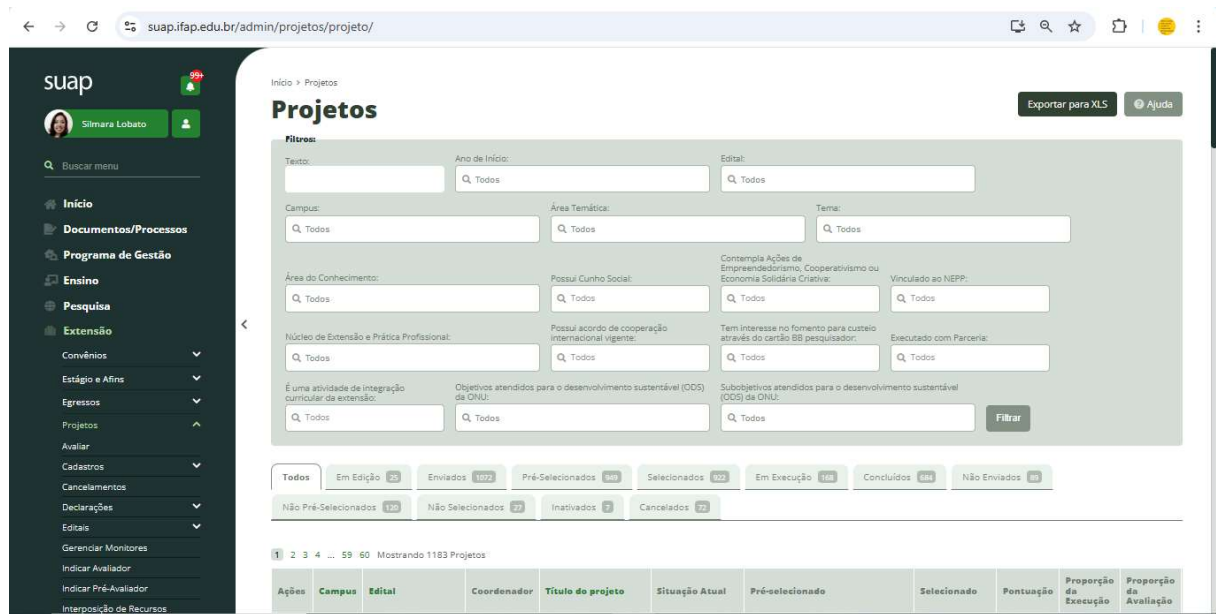 suap.ifap.edu.br/admin/projetos/projeto/
suap
99+
Silmara Lobato
Buscar menu
Início
Documentos/Processos
Programa de Gestão
Ensino
Pesquisa
Extensão
Convênios
Estágio e Afins
Egressos
Projetos
Avaliar
Cadastros
Cancelamentos
Declarações
Editais
Gerenciar Monitores
Indicar Avaliador
Indicar Pré-Avaliador
Interposição de Recursos
Início > Projetos
Projetos
Exportar para XLS Ajuda
Filtros:
Texto: Ano de Início: Edital:
Todos Todos
Campus: Área Temática: Tema:
Todos Todos Todos
Contempla Ações de
Empreendedorismo, Cooperativismo ou
Área do Conhecimento: Possui Cunho Social: Economia Solidária Criativa: Vinculado ao NEPP:
Todos Todos Todos Todos
Possui acordo de cooperação Tem interesse no fomento para custeio
Núcleo de Extensão e Prática Profissional: internacional vigente: através do cartão BB pesquisador: Executado com Parceria:
Todos Todos Todos Todos
É uma atividade de integração Objetivos atendidos para o desenvolvimento sustentável (ODS) Subobjetivos atendidos para o desenvolvimento sustentável
curricular da extensão: da ONU: (ODS) da ONU:
Todos Todos Todos Filtrar
Todos Em Edição 25 Enviados 1072 Pré-Selecionados 949 Selecionados 922 Em Execução 168 Concluídos 684 Não Enviados 85
Não Pré-Selecionados 120 Não Selecionados 27 Inativados 7 Cancelados 72
1 2 3 4 ... 59 60 Mostrando 1183 Projetos
Ações Campus Edital Coordenador Título do projeto Situação Atual Pré-selecionado Selecionado Pontuação Proporção da Execução Proporção da Avaliação